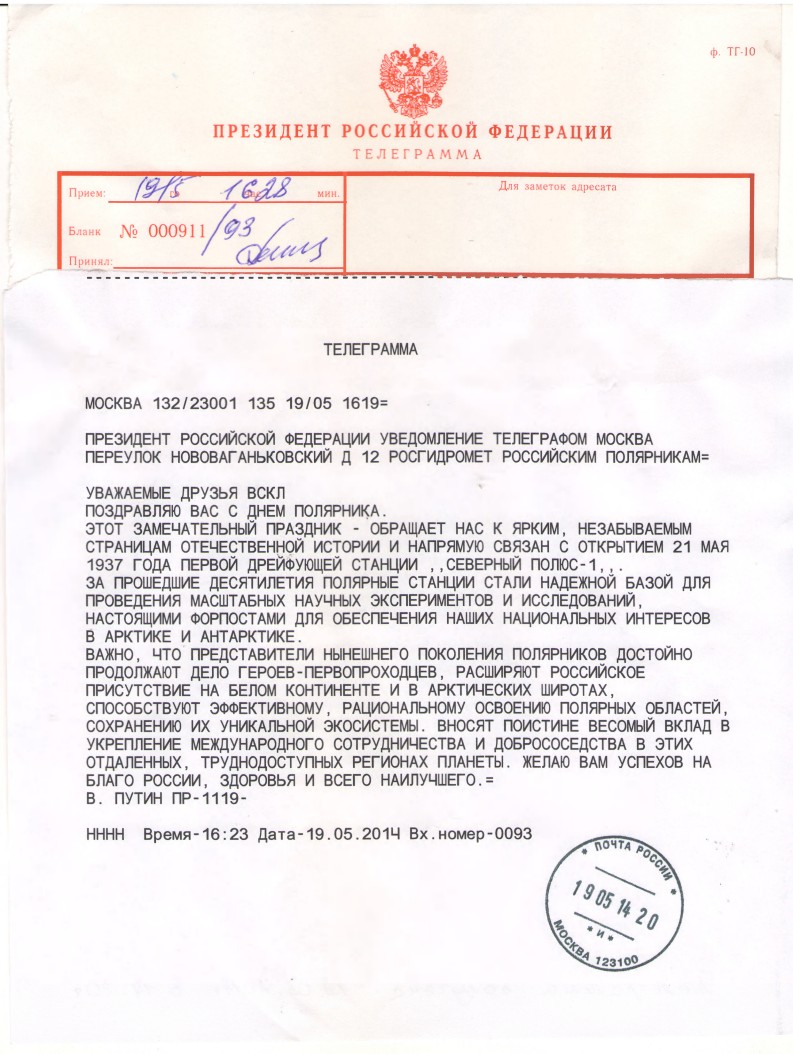 ф. ТГ-10
ПРЕЗИДЕНТ РОССИЙСКОЙ ФЕДЕРАЦИИ
ТЕЛЕГРАММА
Прием: 19/5 16 28 мин.
Для заметок адресата
Бланк № 000911/93
Принял:
ТЕЛЕГРАММА
МОСКВА 132/23001 135 19/05 1619=
ПРЕЗИДЕНТ РОССИЙСКОЙ ФЕДЕРАЦИИ УВЕДОМЛЕНИЕ ТЕЛЕГРАФОМ МОСКВА
ПЕРЕУЛОК НОВОВАГАНЬКОВСКИЙ Д 12 РОСГИДРОМЕТ РОССИЙСКИМ ПОЛЯРНИКАМ=
УВАЖАЕМЫЕ ДРУЗЬЯ ВСКЛ
ПОЗДРАВЛЯЮ ВАС С ДНЕМ ПОЛЯРНИКА.
ЭТОТ ЗАМЕЧАТЕЛЬНЫЙ ПРАЗДНИК - ОБРАЩАЕТ НАС К ЯРКИМ, НЕЗАБЫВАЕМЫМ
СТРАНИЦАМ ОТЕЧЕСТВЕННОЙ ИСТОРИИ И НАПРЯМУЮ СВЯЗАН С ОТКРЫТИЕМ 21 МАЯ
1937 ГОДА ПЕРВОЙ ДРЕЙФУЮЩЕЙ СТАНЦИИ ,,СЕВЕРНЫЙ ПОЛЮС-1,,.
ЗА ПРОШЕДШИЕ ДЕСЯТИЛЕТИЯ ПОЛЯРНЫЕ СТАНЦИИ СТАЛИ НАДЕЖНОЙ БАЗОЙ ДЛЯ
ПРОВЕДЕНИЯ МАСШТАБНЫХ НАУЧНЫХ ЭКСПЕРИМЕНТОВ И ИССЛЕДОВАНИЙ,
НАСТОЯЩИМИ ФОРПОСТАМИ ДЛЯ ОБЕСПЕЧЕНИЯ НАШИХ НАЦИОНАЛЬНЫХ ИНТЕРЕСОВ
В АРКТИКЕ И АНТАРКТИКЕ.
ВАЖНО, ЧТО ПРЕДСТАВИТЕЛИ НЫНЕШНЕГО ПОКОЛЕНИЯ ПОЛЯРНИКОВ ДОСТОЙНО
ПРОДОЛЖАЮТ ДЕЛО ГЕРОЕВ-ПЕРВОПРОХОДЦЕВ, РАСШИРЯЮТ РОССИЙСКОЕ
ПРИСУТСТВИЕ НА БЕЛОМ КОНТИНЕНТЕ И В АРКТИЧЕСКИХ ШИРОТАХ,
СПОСОБСТВУЮТ ЭФФЕКТИВНОМУ, РАЦИОНАЛЬНОМУ ОСВОЕНИЮ ПОЛЯРНЫХ ОБЛАСТЕЙ,
СОХРАНЕНИЮ ИХ УНИКАЛЬНОЙ ЭКОСИСТЕМЫ. ВНОСЯТ ПОИСТИНЕ ВЕСОМЫЙ ВКЛАД В
УКРЕПЛЕНИЕ МЕЖДУНАРОДНОГО СОТРУДНИЧЕСТВА И ДОБРОСОСЕДСТВА В ЭТИХ
ОТДАЛЕННЫХ, ТРУДНОДОСТУПНЫХ РЕГИОНАХ ПЛАНЕТЫ. ЖЕЛАЮ ВАМ УСПЕХОВ НА
БЛАГО РОССИИ, ЗДОРОВЬЯ И ВСЕГО НАИЛУЧШЕГО.=
В. ПУТИН ПР-1119-
НННН Время-16:23 Дата-19.05.2014 Вх.номер-0093
* ПОЧТА РОССИИ *
19 05 14 20
* И *
МОСКВА 123100